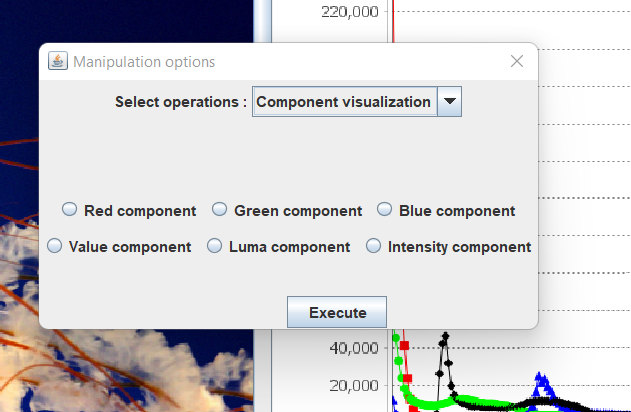 220,000
Manipulation options
Select operations : Component visualization
Red component Green component Blue component
Value component Luma component Intensity component
Execute
40,000
20,000